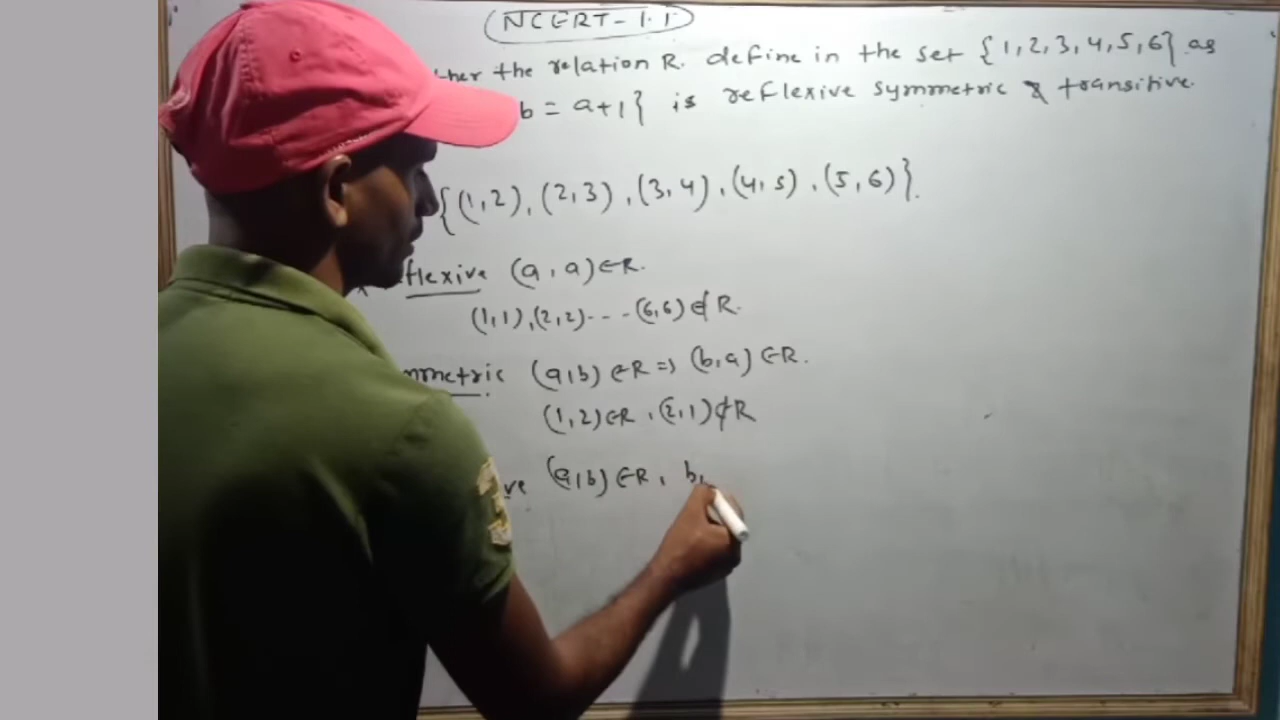 NCERT-1.1
ther the relation R. define in the set {1,2,3,4,5,6} as
b = a+1} is reflexive symmetric & transitive.
{(1,2),(2,3),(3,4),(4,5),(5,6)}.
flexive (a,a)∈R.
(1,1),(2,2)---(6,6)∉R.
mmetric (a,b)∈R⇒(b,a)∈R.
(1,2)∈R,(2,1)∉R
ve (a,b)∈R, b,
3